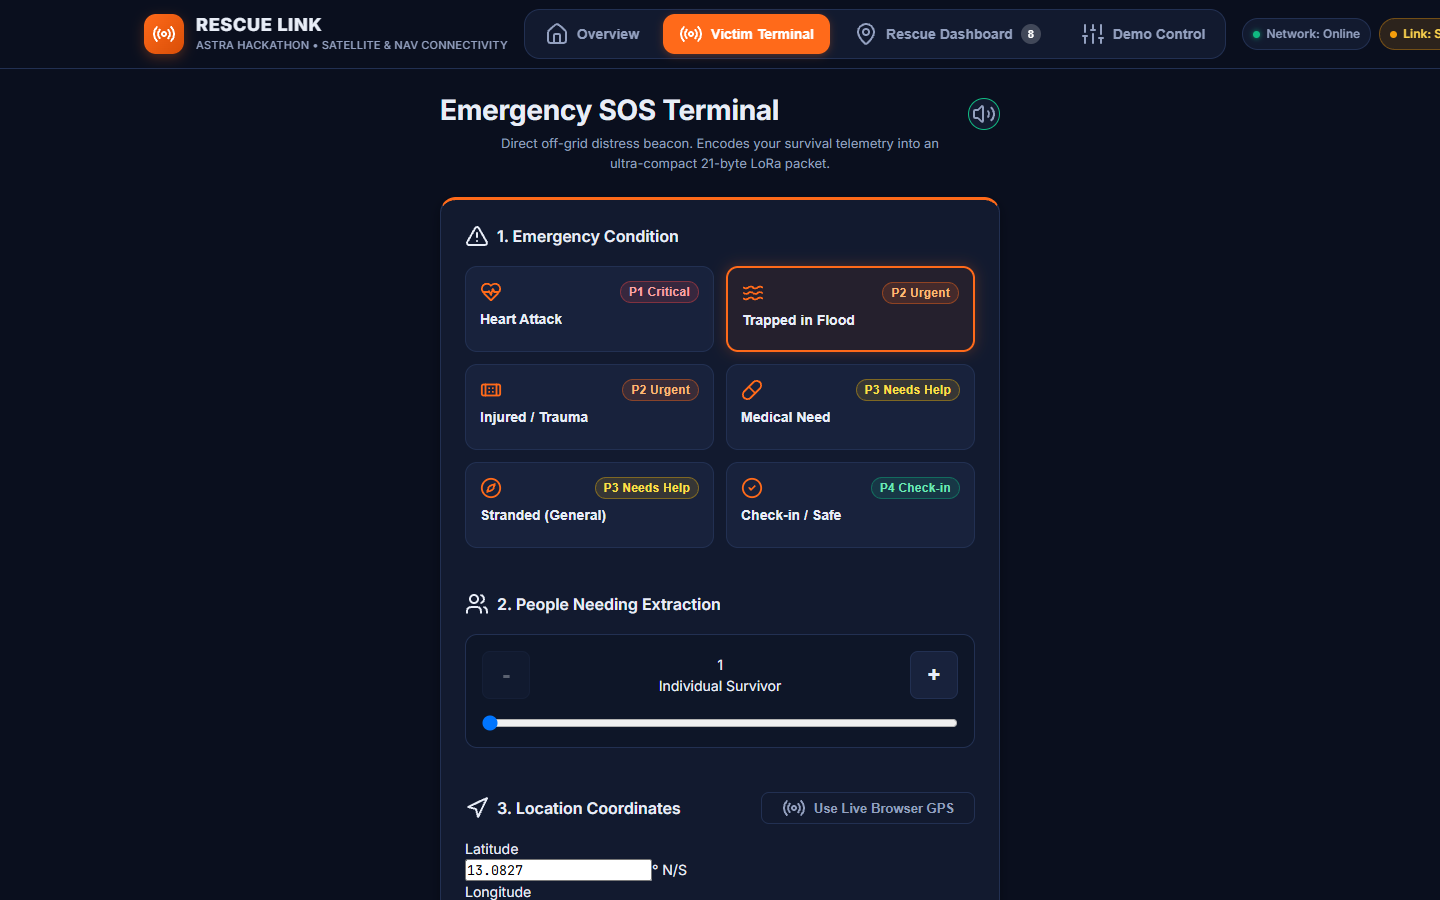 RESCUE LINK
ASTRA HACKATHON • SATELLITE & NAV CONNECTIVITY
Overview
Victim Terminal
Rescue Dashboard 8
Demo Control
Network: Online
Link: S
Emergency SOS Terminal
Direct off-grid distress beacon. Encodes your survival telemetry into an
ultra-compact 21-byte LoRa packet.
1. Emergency Condition
P1 Critical
Heart Attack
P2 Urgent
Trapped in Flood
P2 Urgent
Injured / Trauma
P3 Needs Help
Medical Need
P3 Needs Help
Stranded (General)
P4 Check-in
Check-in / Safe
2. People Needing Extraction
-
1
Individual Survivor
+
3. Location Coordinates
Use Live Browser GPS
Latitude
13.0827 ° N/S
Longitude